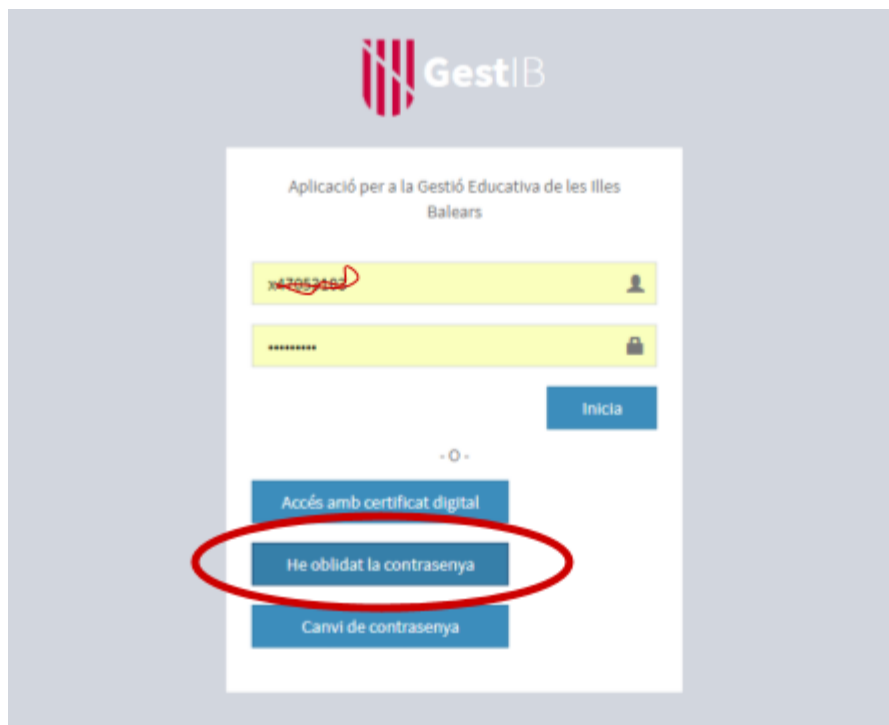 GestIB
Aplicació per a la Gestió Educativa de les Illes
Balears
Inicia
- O -
Accés amb certificat digital
He oblidat la contrasenya
Canvi de contrasenya